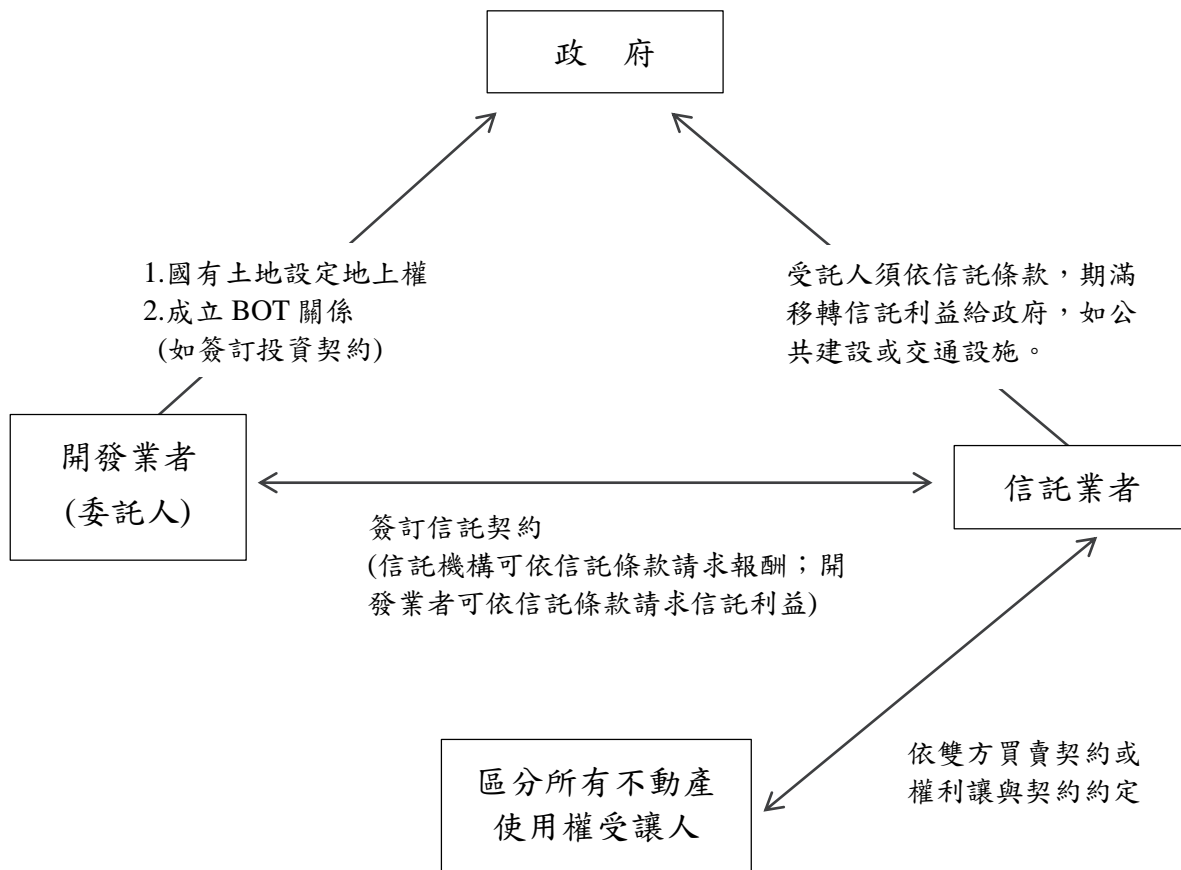 政　府
1.國有土地設定地上權
2.成立 BOT 關係
(如簽訂投資契約)
受託人須依信託條款，期滿
移轉信託利益給政府，如公
共建設或交通設施。
開發業者
(委託人)
信託業者
簽訂信託契約
(信託機構可依信託條款請求報酬；開
發業者可依信託條款請求信託利益)
依雙方買賣契約或
權利讓與契約約定
區分所有不動產
使用權受讓人